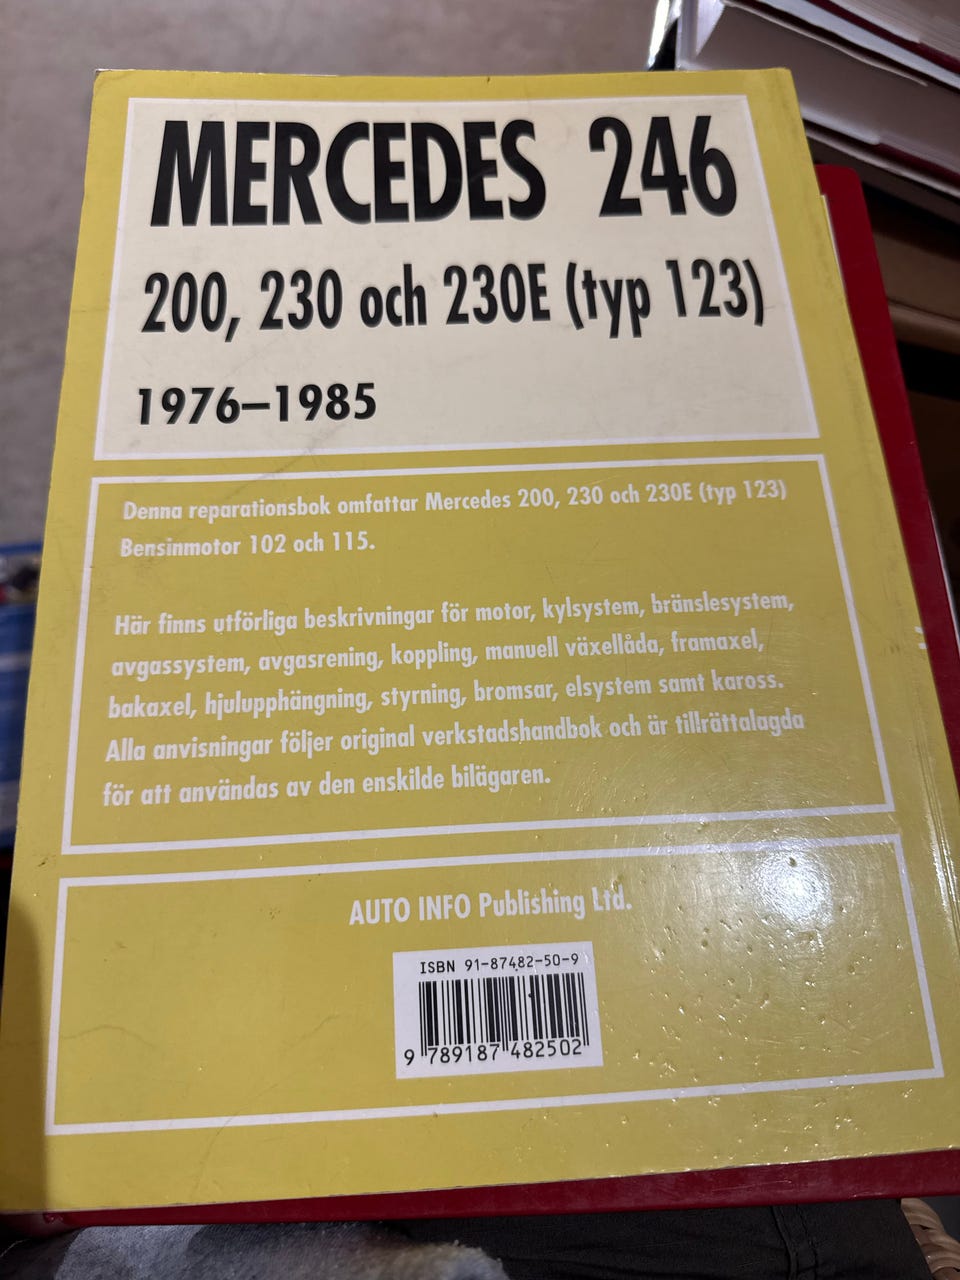 MERCEDES 246
200, 230 och 230E (typ 123)
1976–1985
Denna reparationsbok omfattar Mercedes 200, 230 och 230E (typ 123)
Bensinmotor 102 och 115.
Här finns utförliga beskrivningar för motor, kylsystem, bränslesystem,
avgassystem, avgasrening, koppling, manuell växellåda, framaxel,
bakaxel, hjulupphängning, styrning, bromsar, elsystem samt kaross.
Alla anvisningar följer original verkstadshandbok och är tillrättalagda
för att användas av den enskilde bilägaren.
AUTO INFO Publishing Ltd.
ISBN 91-87482-50-9
9 789187 482502